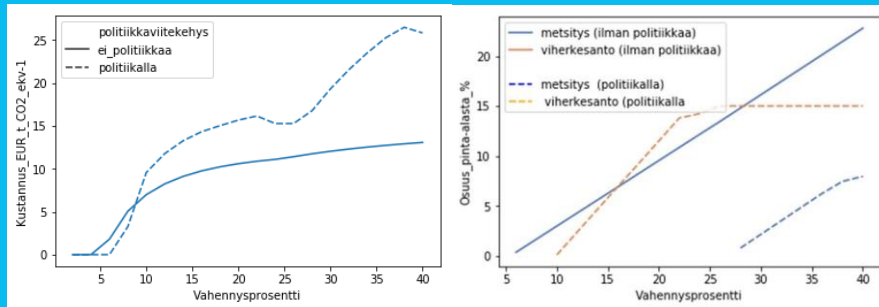 politiikkaviitekehys
ei_politiikkaa
politiikalla
Kustannus_EUR_t_CO2_ekv-1
25
20
15
10
5
0
5 10 15 20 25 30 35 40
Vahennysprosentti
metsitys (ilman politiikkaa)
viherkesanto (ilman politiikkaa)
metsitys (politiikalla)
viherkesanto (politiikalla
Osuus_pinta-alasta_%
20
15
10
5
0
5 10 15 20 25 30 35 40
Vahennysprosentti